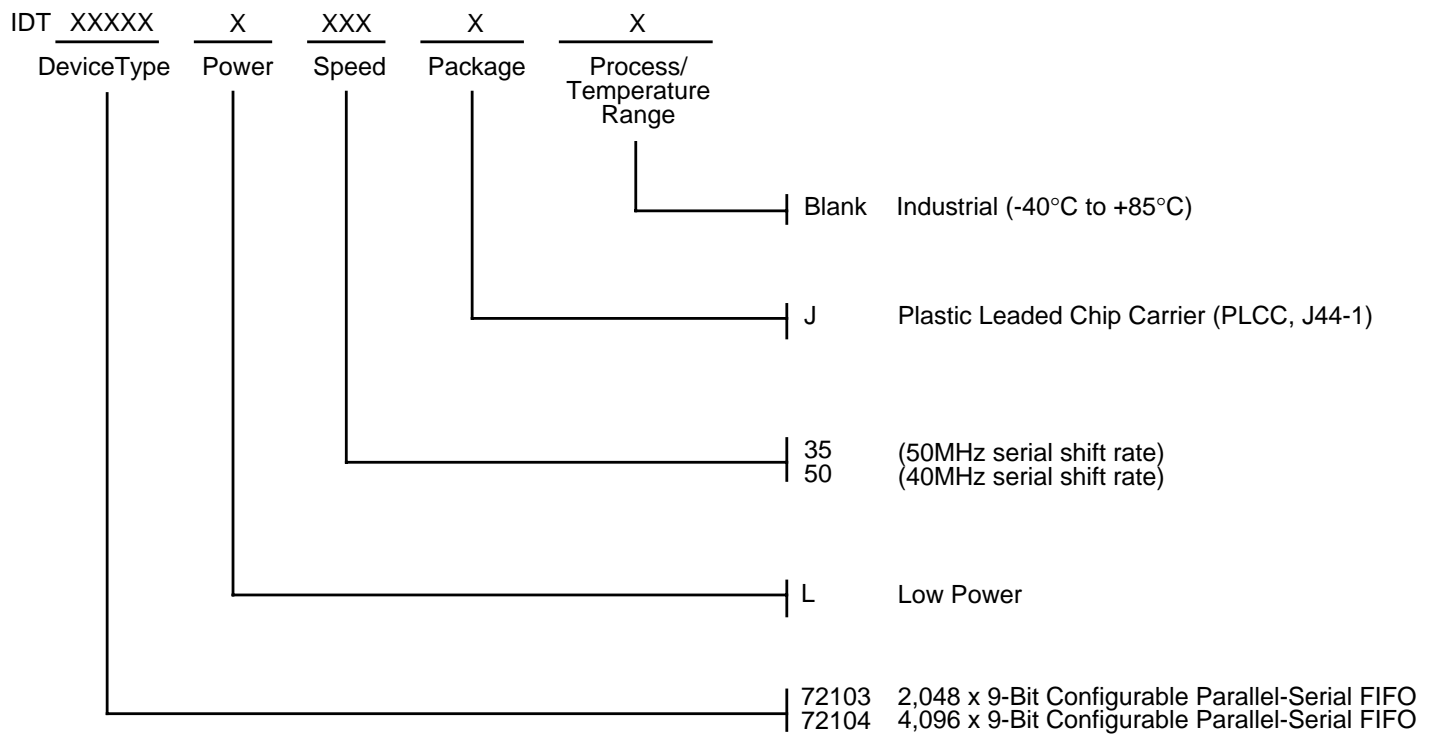 IDT XXXXX X XXX X X
DeviceType Power Speed Package Process/
Temperature
Range
Blank Industrial (-40°C to +85°C)
J Plastic Leaded Chip Carrier (PLCC, J44-1)
35 (50MHz serial shift rate)
50 (40MHz serial shift rate)
L Low Power
72103 2,048 x 9-Bit Configurable Parallel-Serial FIFO
72104 4,096 x 9-Bit Configurable Parallel-Serial FIFO